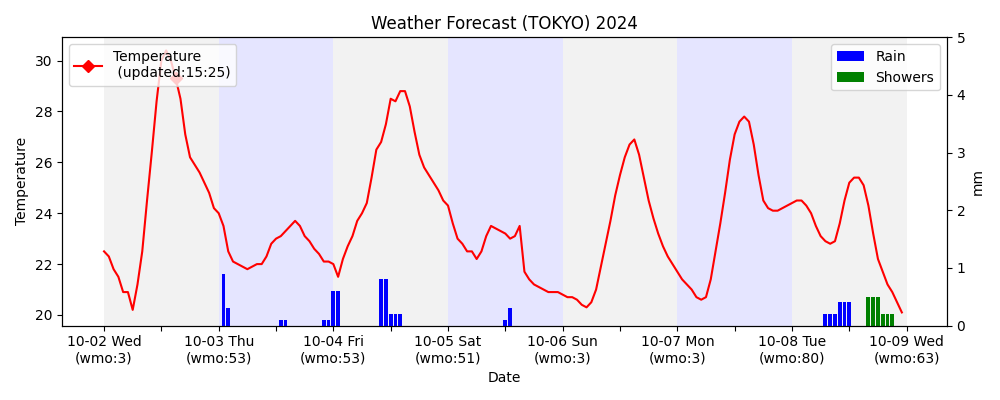 Weather Forecast (TOKYO) 2024
Temperature
(updated:15:25)
Rain
Showers
30
28
26
24
22
20
Temperature
5
4
3
2
1
0
mm
10-02 Wed
(wmo:3)
10-03 Thu
(wmo:53)
10-04 Fri
(wmo:53)
10-05 Sat
(wmo:51)
10-06 Sun
(wmo:3)
10-07 Mon
(wmo:3)
10-08 Tue
(wmo:80)
10-09 Wed
(wmo:63)
Date